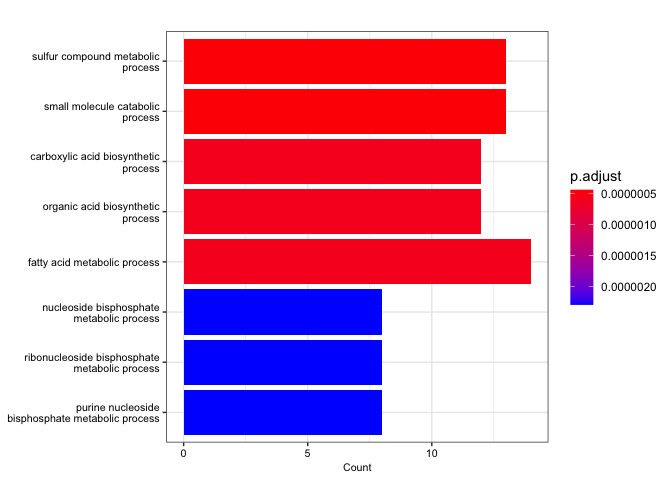 sulfur compound metabolic
process
small molecule catabolic
process
carboxylic acid biosynthetic
process
organic acid biosynthetic
process
fatty acid metabolic process
nucleoside bisphosphate
metabolic process
ribonucleoside bisphosphate
metabolic process
purine nucleoside
bisphosphate metabolic process
0 5 10
Count
p.adjust
0.0000005
0.0000010
0.0000015
0.0000020